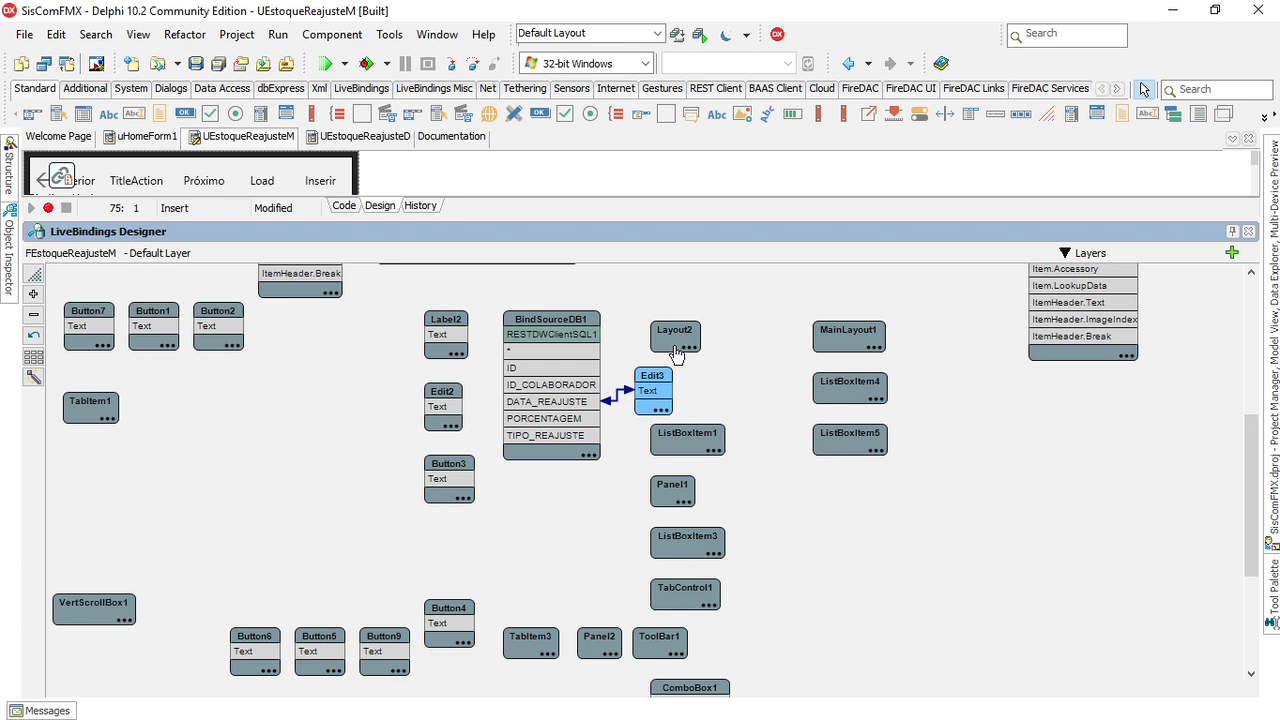 SisComFMX - Delphi 10.2 Community Edition - UEstoqueReajusteM [Built]
File Edit Search View Refactor Project Run Component Tools Window Help Default Layout Search
32-bit Windows
Standard Additional System Dialogs Data Access dbExpress Xml LiveBindings LiveBindings Misc Net Tethering Sensors Internet Gestures REST Client BAAS Client Cloud FireDAC FireDAC UI FireDAC Links FireDAC Services Search
Welcome Page uHomeForm1 UEstoqueReajusteM UEstoqueReajusteD Documentation
erior TitleAction Próximo Load Inserir
75: 1 Insert Modified Code Design History
LiveBindings Designer
FEstoqueReajusteM - Default Layer Layers
Structure
Object Inspector
SisComFMX.dproj - Project Manager, Model View, Data Explorer, Multi-Device Preview
Tool Palette
ItemHeader.Break
Item.Accessory
Item.LookupData
ItemHeader.Text
ItemHeader.ImageIndex
ItemHeader.Break
Button7
Text
Button1
Text
Button2
Text
Label2
Text
BindSourceDB1
RESTDWClientSQL1
*
ID
ID_COLABORADOR
DATA_REAJUSTE
PORCENTAGEM
TIPO_REAJUSTE
Layout2
MainLayout1
Edit3
Text
ListBoxItem4
TabItem1
Edit2
Text
ListBoxItem1
ListBoxItem5
Button3
Text
Panel1
ListBoxItem3
TabControl1
VertScrollBox1
Button4
Text
Button6
Text
Button5
Text
Button9
Text
TabItem3
Panel2
ToolBar1
ComboBox1
Messages